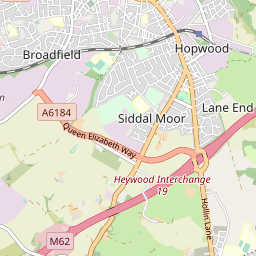 Hopwood
Broadfield
Lane End
A6184
Siddal Moor
Queen Elizabeth Way
Heywood Interchange
19
Hollin Lane
M62